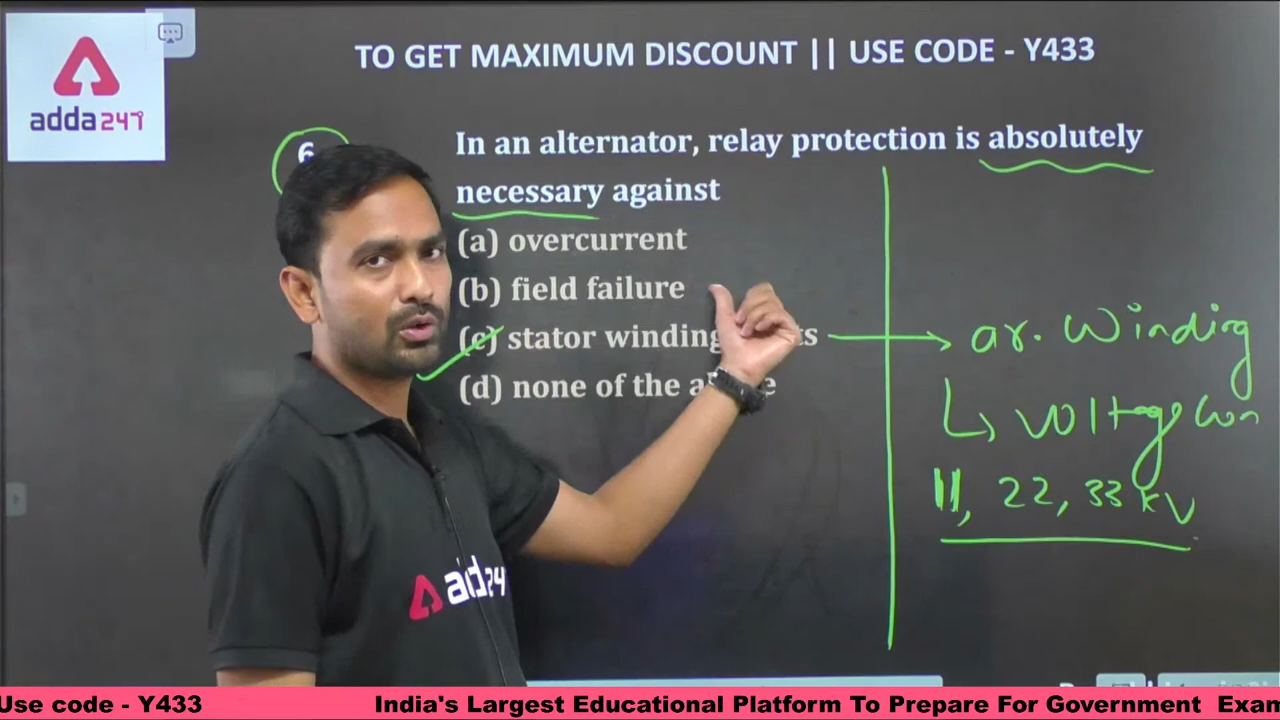 TO GET MAXIMUM DISCOUNT || USE CODE - Y433
adda247
6
In an alternator, relay protection is absolutely
necessary against
(a) overcurrent
(b) field failure
(c) stator winding
(d) none of the
ar. Winding
voltage
11, 22, 33 KV
adda24
Use code - Y433 India's Largest Educational Platform To Prepare For Government Exan